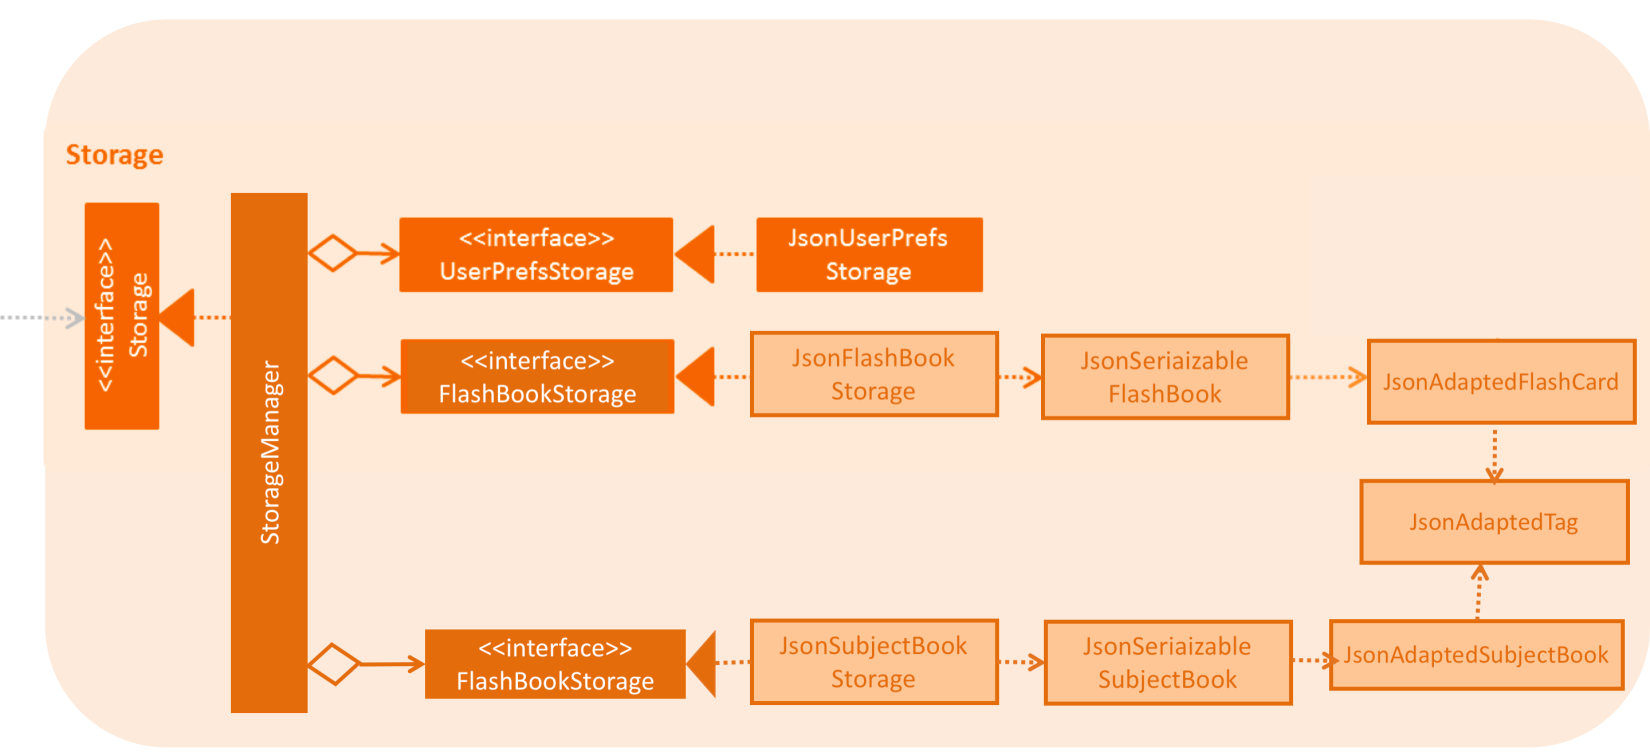 Storage
<<interface>>
Storage
StorageManager
<<interface>>
UserPrefsStorage
JsonUserPrefs
Storage
<<interface>>
FlashBookStorage
JsonFlashBook
Storage
JsonSeriaizable
FlashBook
JsonAdaptedFlashCard
JsonAdaptedTag
<<interface>>
FlashBookStorage
JsonSubjectBook
Storage
JsonSeriaizable
SubjectBook
JsonAdaptedSubjectBook